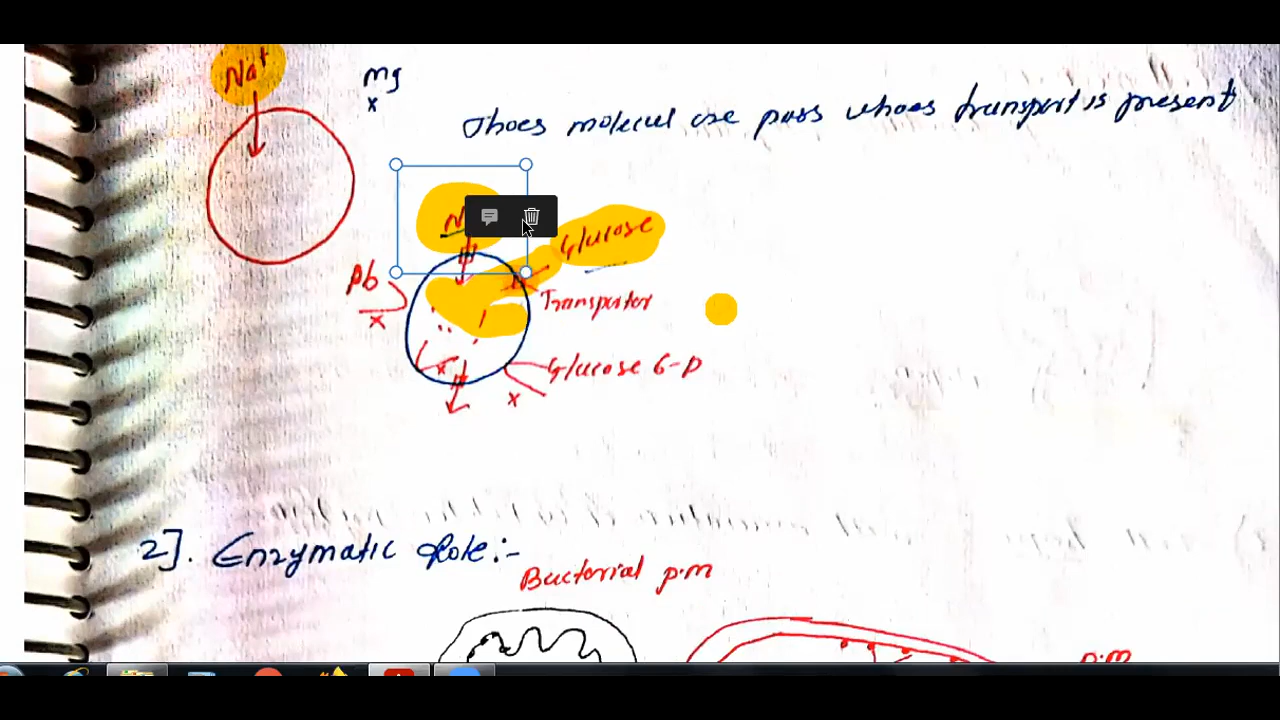 Na+
Mg
x
Thoes molecul are pass whoes transport is present
N
Glucose
Pb
x
Transporter
x
Glucose 6-p
x
2]. Enzymatic Role:-
Bacterial p.m
p.m